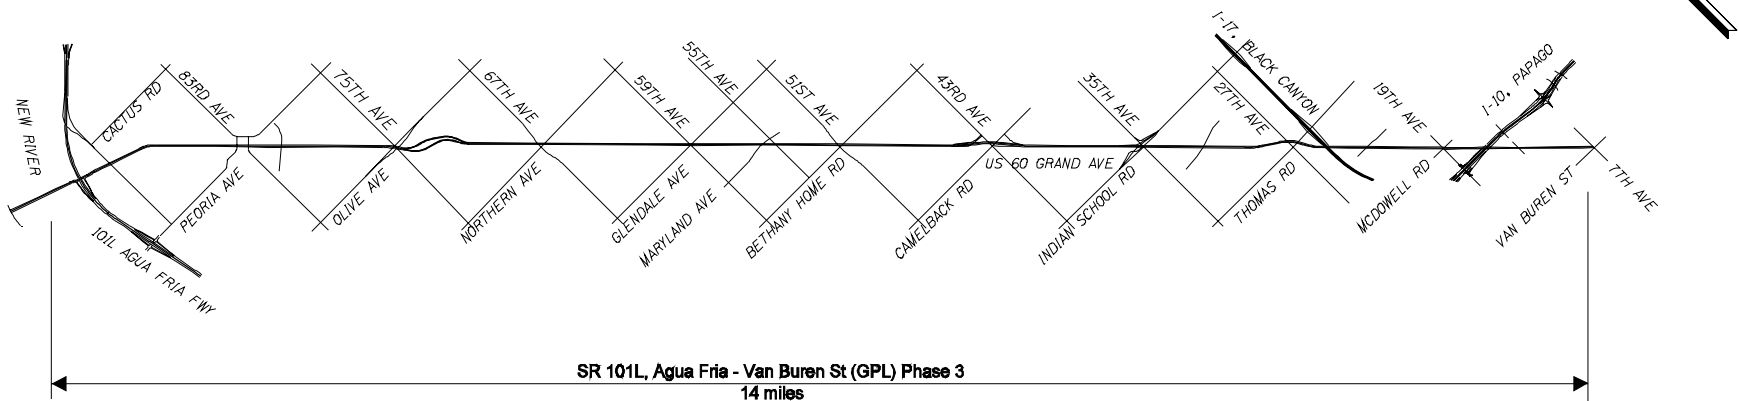 NEW RIVER
CACTUS RD
83RD AVE
PEORIA AVE
101L AGUA FRIA FWY
75TH AVE
OLIVE AVE
67TH AVE
NORTHERN AVE
59TH AVE
GLENDALE AVE
55TH AVE
MARYLAND AVE
51ST AVE
BETHANY HOME RD
43RD AVE
CAMELBACK RD
US 60 GRAND AVE
35TH AVE
INDIAN SCHOOL RD
I-17, BLACK CANYON
27TH AVE
THOMAS RD
19TH AVE
MCDOWELL RD
I-10, PAPAGO
VAN BUREN ST
7TH AVE
SR 101L, Agua Fria - Van Buren St (GPL) Phase 3
14 miles